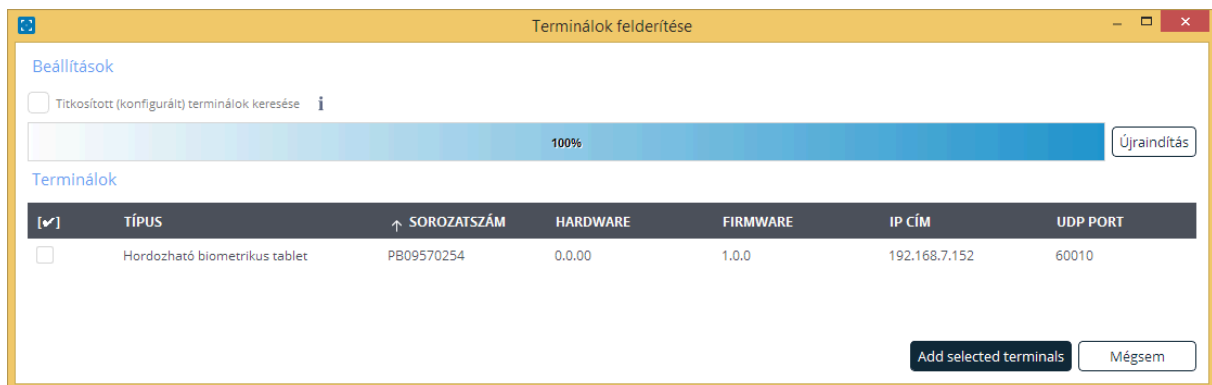 Terminálok felderítése
Beállítások
Titkosított (konfigurált) terminálok keresése i
100% Újraindítás
Terminálok
[✔] TÍPUS ↑ SOROZATSZÁM HARDWARE FIRMWARE IP CÍM UDP PORT
Hordozható biometrikus tablet PB09570254 0.0.00 1.0.0 192.168.7.152 60010
Add selected terminals Mégsem